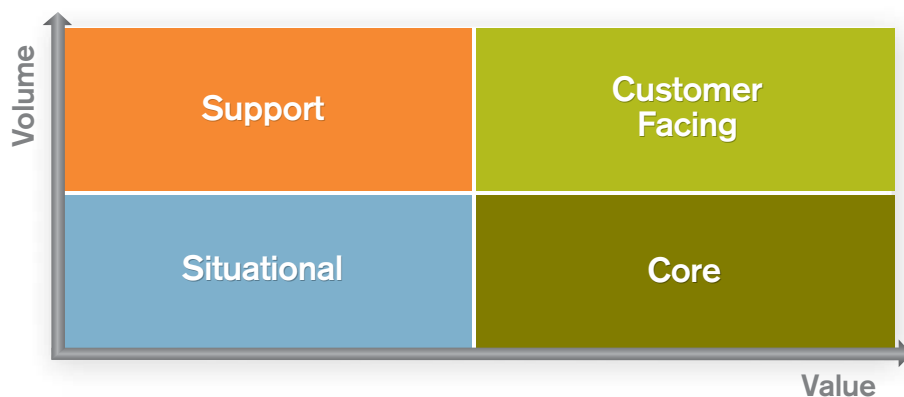 Volume
Support
Customer
Facing
Situational
Core
Value